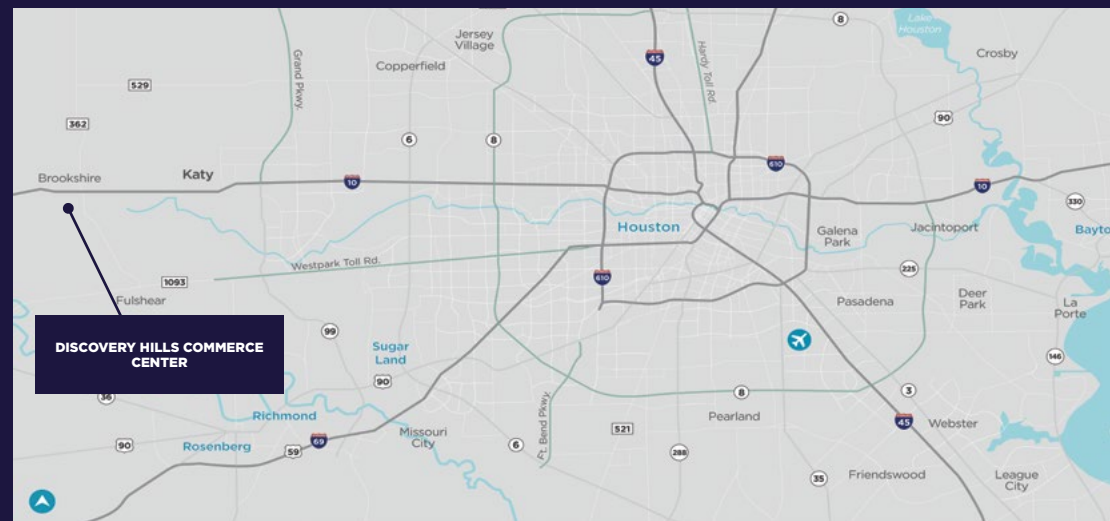 8
Lake
Houston
Jersey
Village
Hardy Toll Rd.
Crosby
45
Copperfield
Grand Pkwy.
529
90
362
6
8
610
Brookshire
Katy
10
10
330
Houston
Galena
Park
Jacintoport
Bayto
Westpark Toll Rd.
225
610
1093
Fulshear
Pasadena
Deer
Park
La
Porte
99
DISCOVERY HILLS COMMERCE
CENTER
Sugar
Land
146
90
8
3
36
Richmond
Pearland
45
Webster
Missouri
City
Ft. Bend Pkwy.
521
90
Rosenberg
59
69
6
288
35
Friendswood
League
City